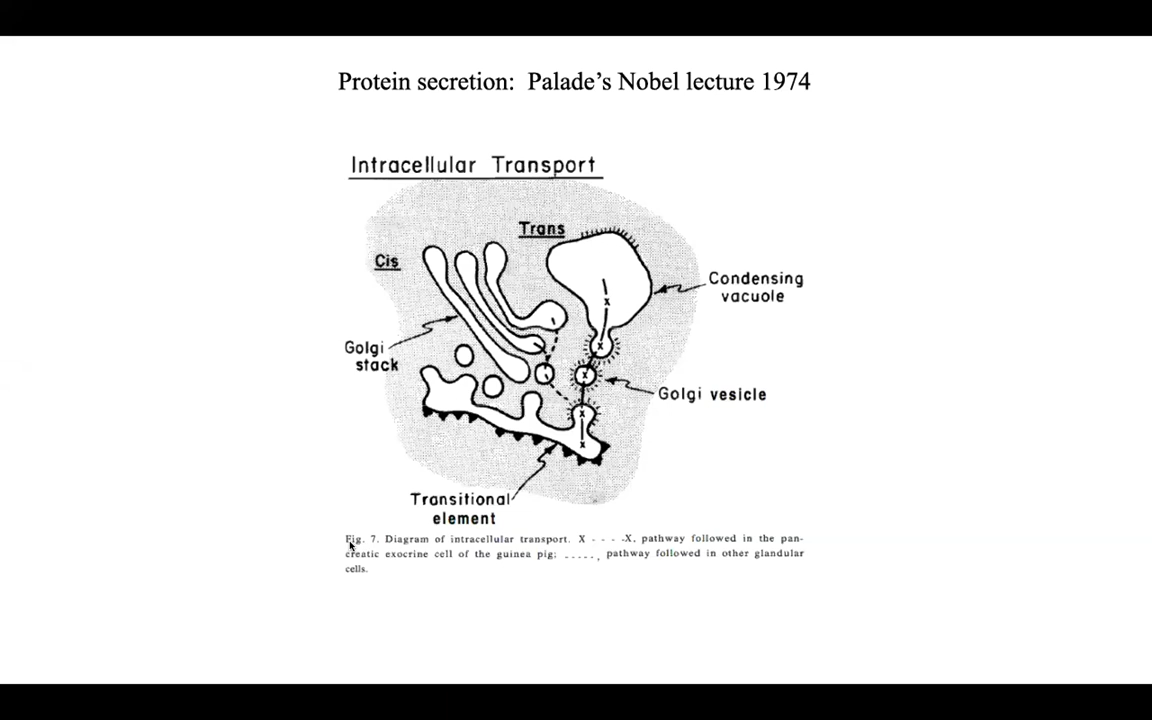 Protein secretion:  Palade’s Nobel lecture 1974
Intracellular Transport
Trans
Cis
Condensing
vacuole
Golgi
stack
Golgi vesicle
Transitional
element
Fig. 7. Diagram of intracellular transport. X - - - -X, pathway followed in the pan-
creatic exocrine cell of the guinea pig; ....., pathway followed in other glandular
cells.